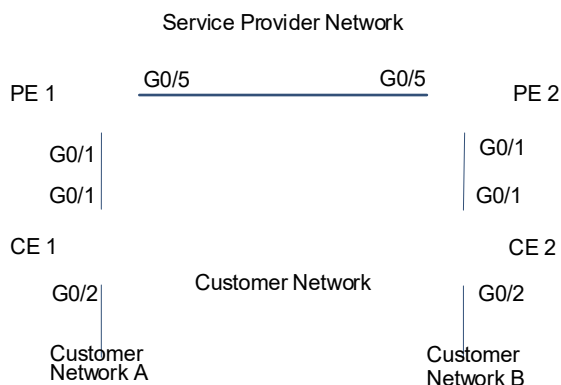 Service Provider Network
G0/5
G0/5
PE 1
PE 2
G0/1
G0/1
G0/1
G0/1
CE 1
CE 2
Customer Network
G0/2
G0/2
Customer
Network A
Customer
Network B